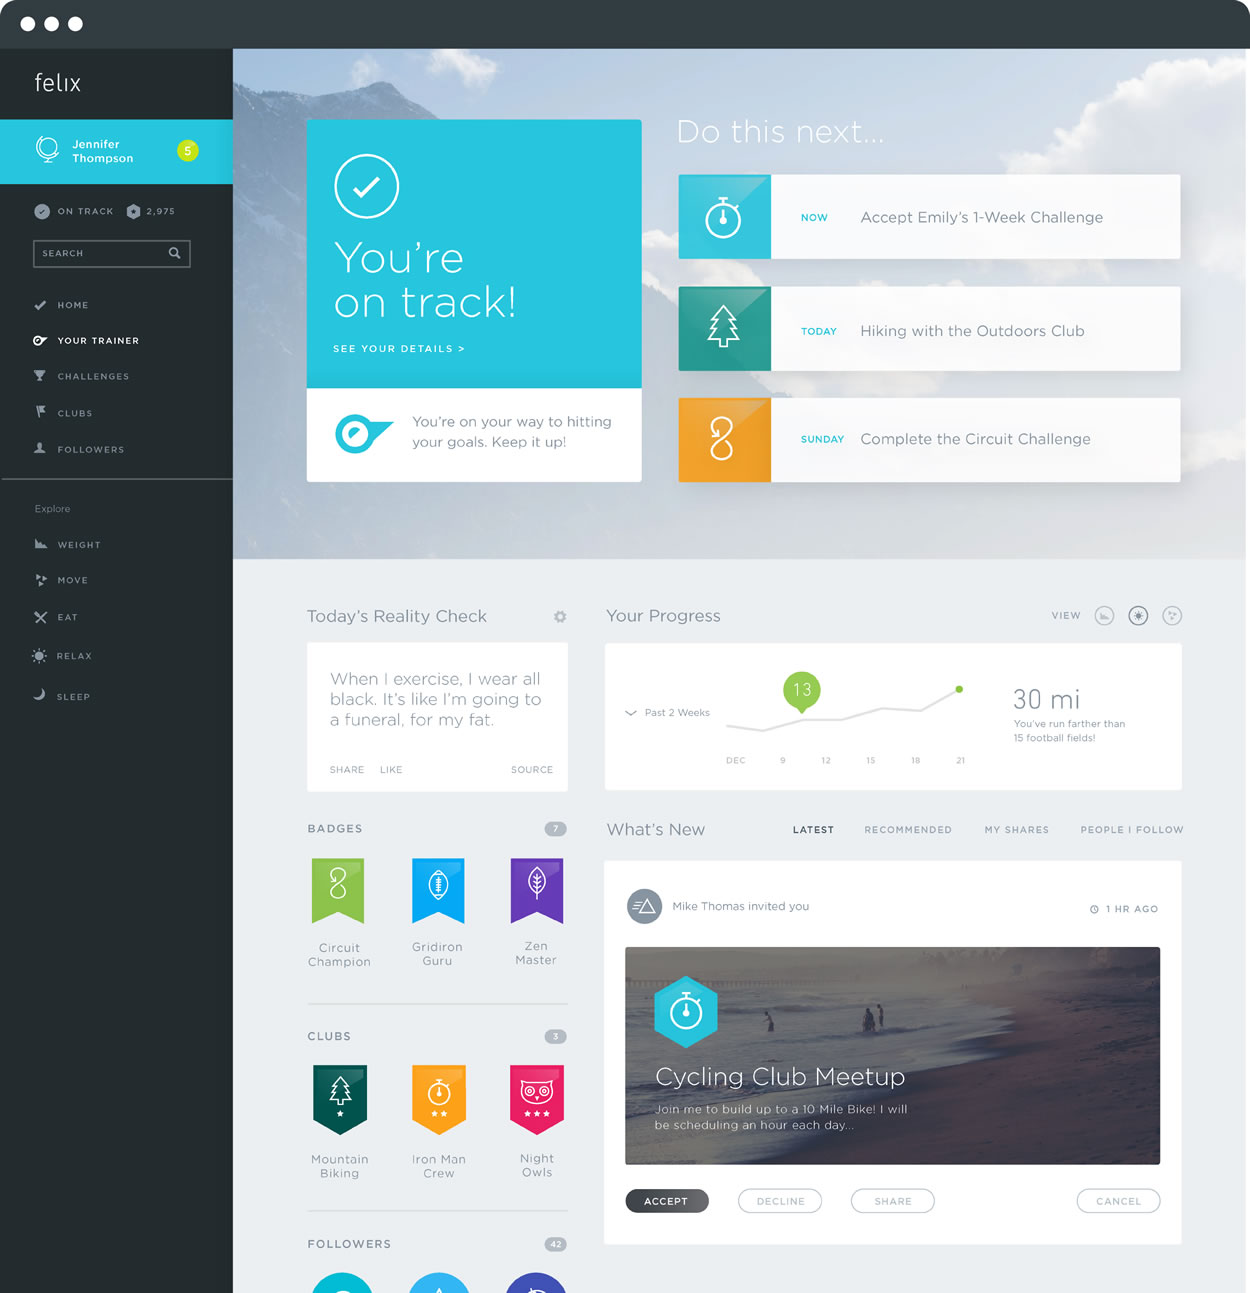 felix
Jennifer
Thompson
5
ON TRACK
2,975
SEARCH
HOME
YOUR TRAINER
CHALLENGES
CLUBS
FOLLOWERS
Explore
WEIGHT
MOVE
EAT
RELAX
SLEEP
You're
on track!
SEE YOUR DETAILS >
You're on your way to hitting
your goals. Keep it up!
Do this next...
NOW Accept Emily's 1-Week Challenge
TODAY Hiking with the Outdoors Club
SUNDAY Complete the Circuit Challenge
Today's Reality Check
When I exercise, I wear all
black. It's like I'm going to
a funeral, for my fat.
SHARE LIKE SOURCE
Your Progress
VIEW
Past 2 Weeks
13
DEC 9 12 15 18 21
30 mi
You've run farther than
15 football fields!
BADGES 7
Circuit
Champion
Gridiron
Guru
Zen
Master
CLUBS 3
Mountain
Biking
Iron Man
Crew
Night
Owls
FOLLOWERS 42
What's New
LATEST RECOMMENDED MY SHARES PEOPLE I FOLLOW
Mike Thomas invited you
1 HR AGO
Cycling Club Meetup
Join me to build up to a 10 Mile Bike! I will
be scheduling an hour each day...
ACCEPT DECLINE SHARE CANCEL